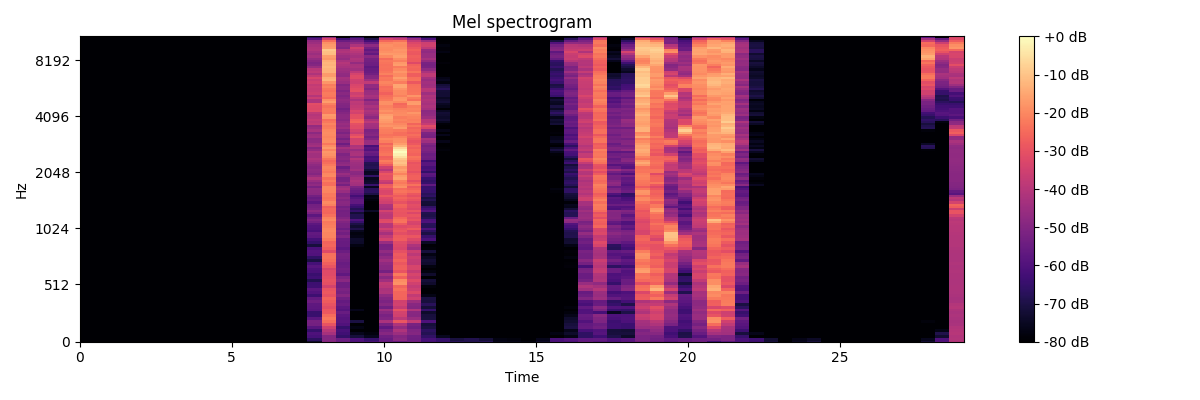 Mel spectrogram
Hz
8192
4096
2048
1024
512
0
0 5 10 15 20 25
Time
+0 dB
-10 dB
-20 dB
-30 dB
-40 dB
-50 dB
-60 dB
-70 dB
-80 dB